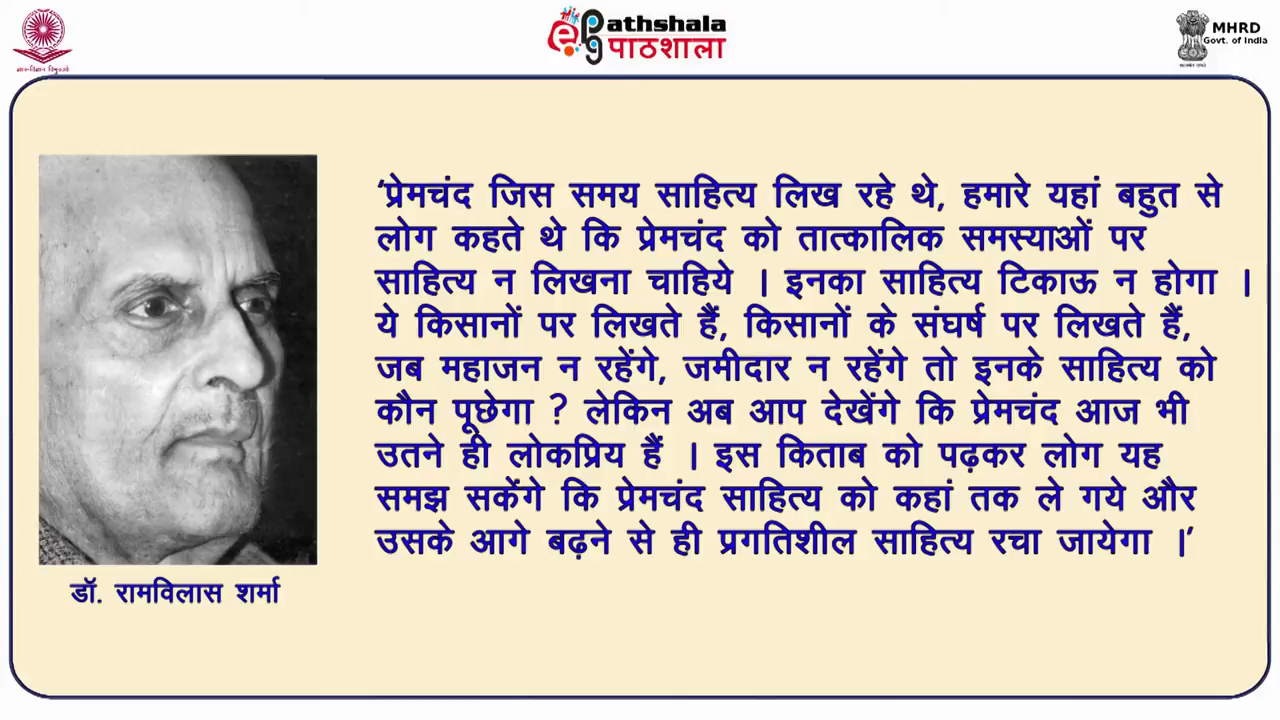 Pathshala
पाठशाला
MHRD
Govt. of India
‘प्रेमचंद जिस समय साहित्य लिख रहे थे, हमारे यहां बहुत से
लोग कहते थे कि प्रेमचंद को तात्कालिक समस्याओं पर
साहित्य न लिखना चाहिये । इनका साहित्य टिकाऊ न होगा ।
ये किसानों पर लिखते हैं, किसानों के संघर्ष पर लिखते हैं,
जब महाजन न रहेंगे, जमीदार न रहेंगे तो इनके साहित्य को
कौन पूछेगा ? लेकिन अब आप देखेंगे कि प्रेमचंद आज भी
उतने ही लोकप्रिय हैं । इस किताब को पढ़कर लोग यह
समझ सकेंगे कि प्रेमचंद साहित्य को कहां तक ले गये और
उसके आगे बढ़ने से ही प्रगतिशील साहित्य रचा जायेगा ।’
डॉ. रामविलास शर्मा